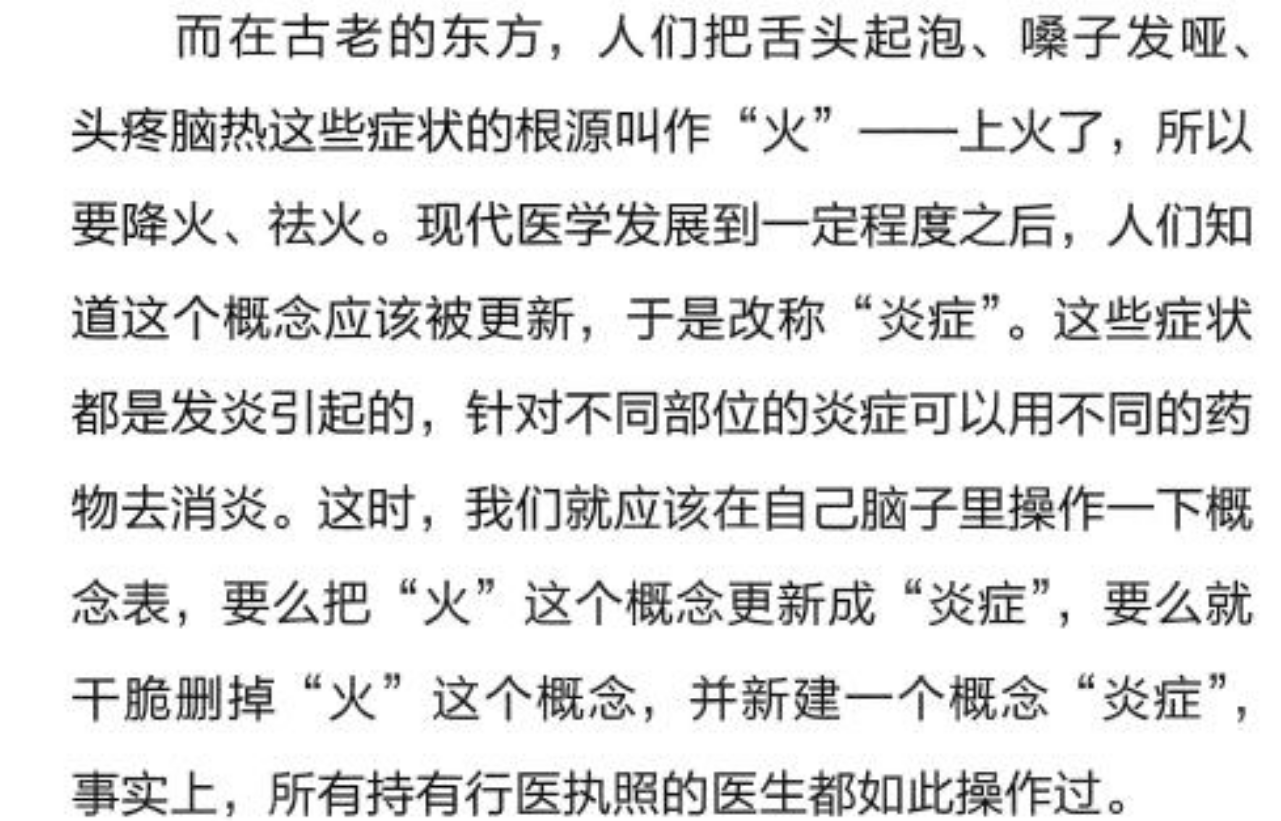 而在古老的东方，人们把舌头起泡、嗓子发哑、
头疼脑热这些症状的根源叫作“火”——上火了，所以
要降火、祛火。现代医学发展到一定程度之后，人们知
道这个概念应该被更新，于是改称“炎症”。这些症状
都是发炎引起的，针对不同部位的炎症可以用不同的药
物去消炎。这时，我们就应该在自己脑子里操作一下概
念表，要么把“火”这个概念更新成“炎症”，要么就
干脆删掉“火”这个概念，并新建一个概念“炎症”，
事实上，所有持有行医执照的医生都如此操作过。